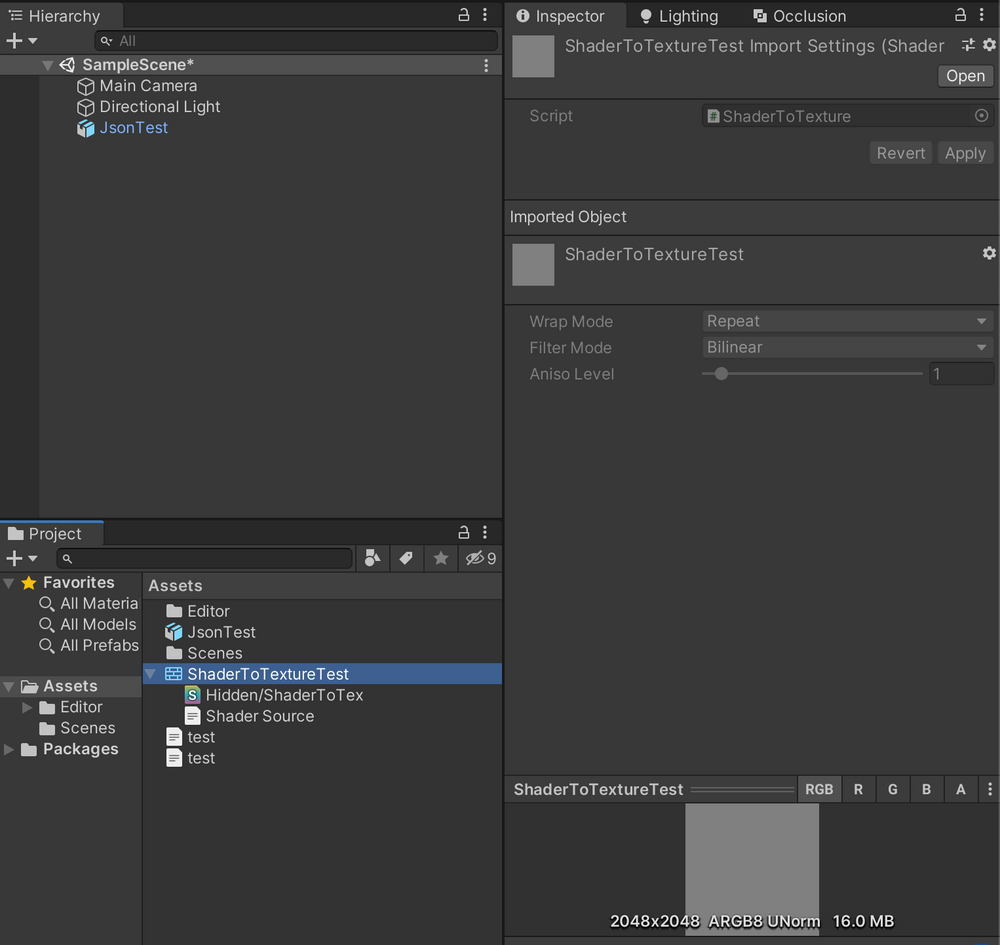 Hierarchy
All
SampleScene*
Main Camera
Directional Light
JsonTest
Project
9
Favorites
All Materia
All Models
All Prefabs
Assets
Editor
Scenes
Packages
Assets
Editor
JsonTest
Scenes
ShaderToTextureTest
Hidden/ShaderToTex
Shader Source
test
test
Inspector
Lighting
Occlusion
ShaderToTextureTest Import Settings (Shader
Open
Script
# ShaderToTexture
Revert Apply
Imported Object
ShaderToTextureTest
Wrap Mode Repeat
Filter Mode Bilinear
Aniso Level 1
ShaderToTextureTest RGB R G B A
2048x2048 ARGB8 UNorm 16.0 MB